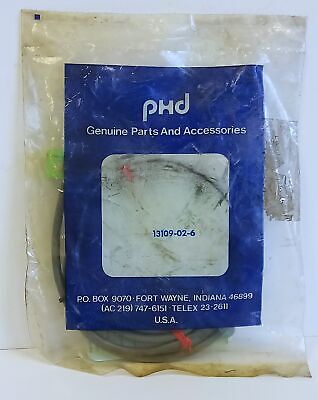 PHD
Genuine Parts And Accessories
13109-02-6
P.O. BOX 9070 · FORT WAYNE, INDIANA 46899
(AC 219) 747-6151 · TELEX 23-2611
U.S.A.